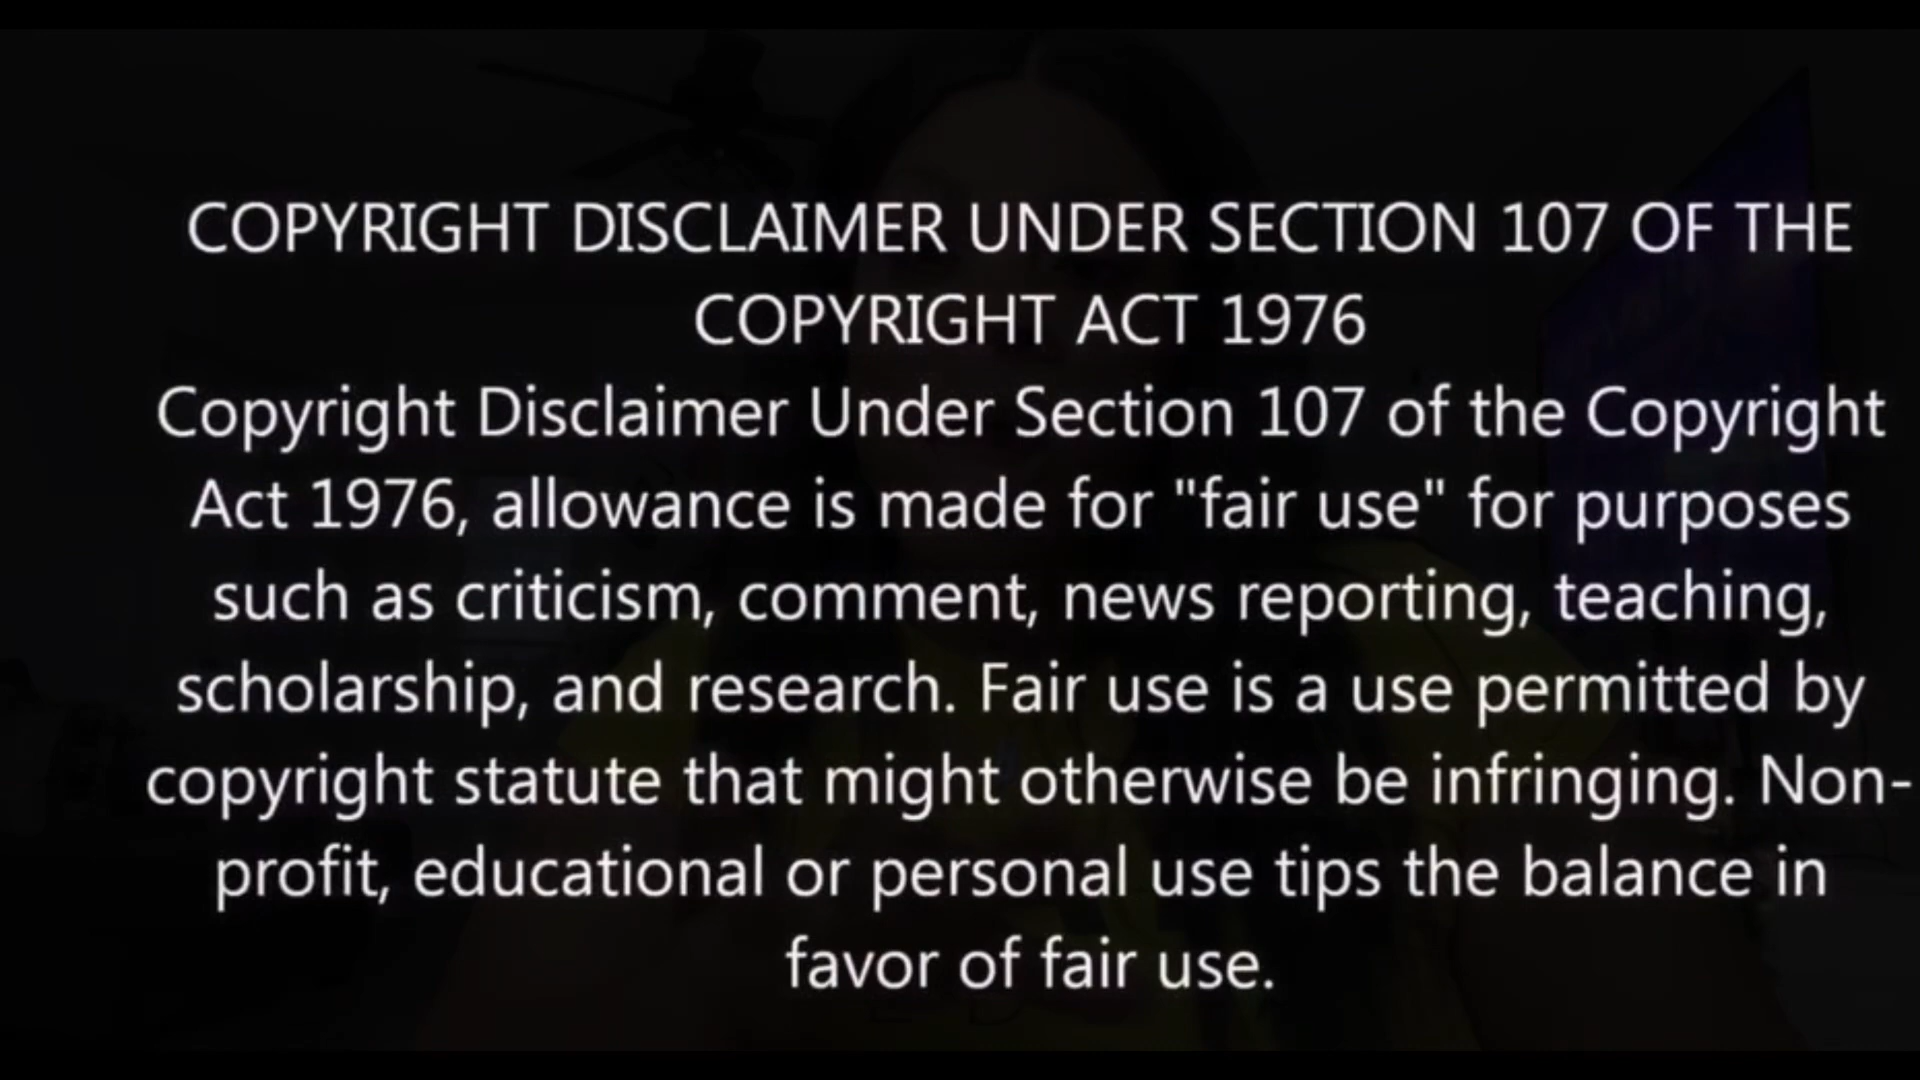 COPYRIGHT DISCLAIMER UNDER SECTION 107 OF THE
COPYRIGHT ACT 1976
Copyright Disclaimer Under Section 107 of the Copyright
Act 1976, allowance is made for "fair use" for purposes
such as criticism, comment, news reporting, teaching,
scholarship, and research. Fair use is a use permitted by
copyright statute that might otherwise be infringing. Non-
profit, educational or personal use tips the balance in
favor of fair use.